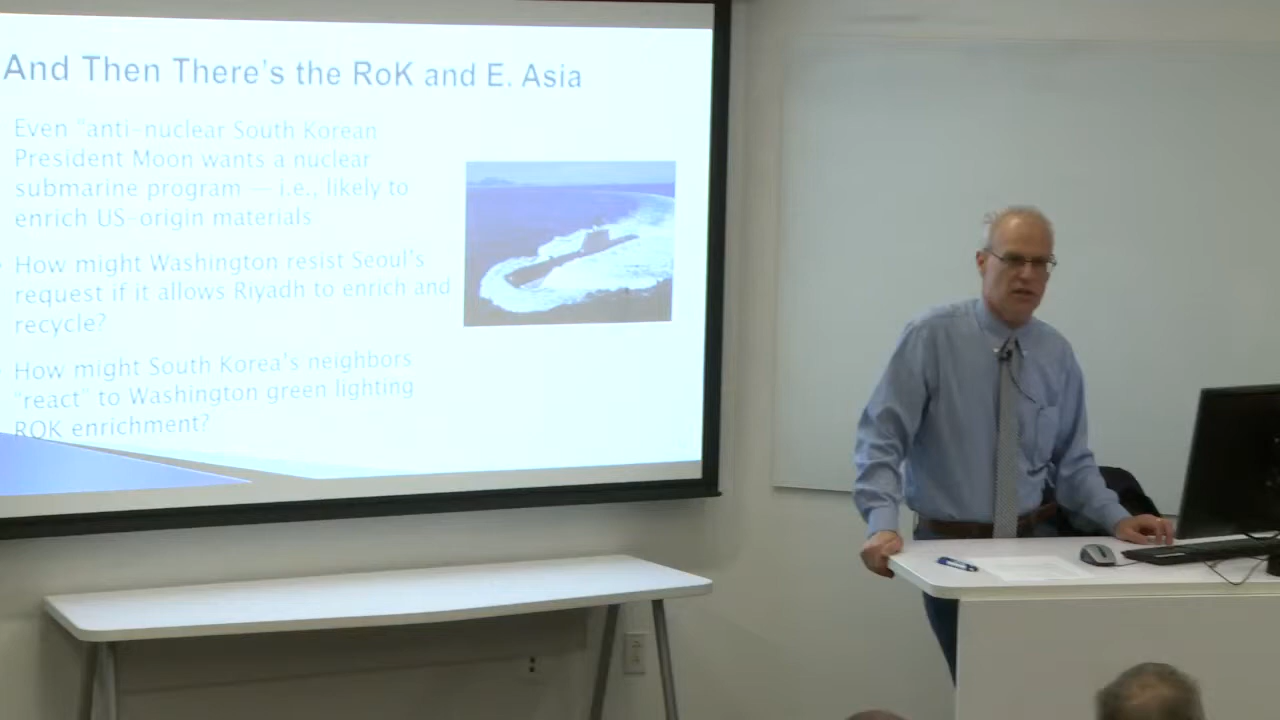 And Then There's the RoK and E. Asia
Even "anti-nuclear South Korean
President Moon wants a nuclear
submarine program — i.e., likely to
enrich US-origin materials
How might Washington resist Seoul's
request if it allows Riyadh to enrich and
recycle?
How might South Korea's neighbors
"react" to Washington green lighting
ROK enrichment?